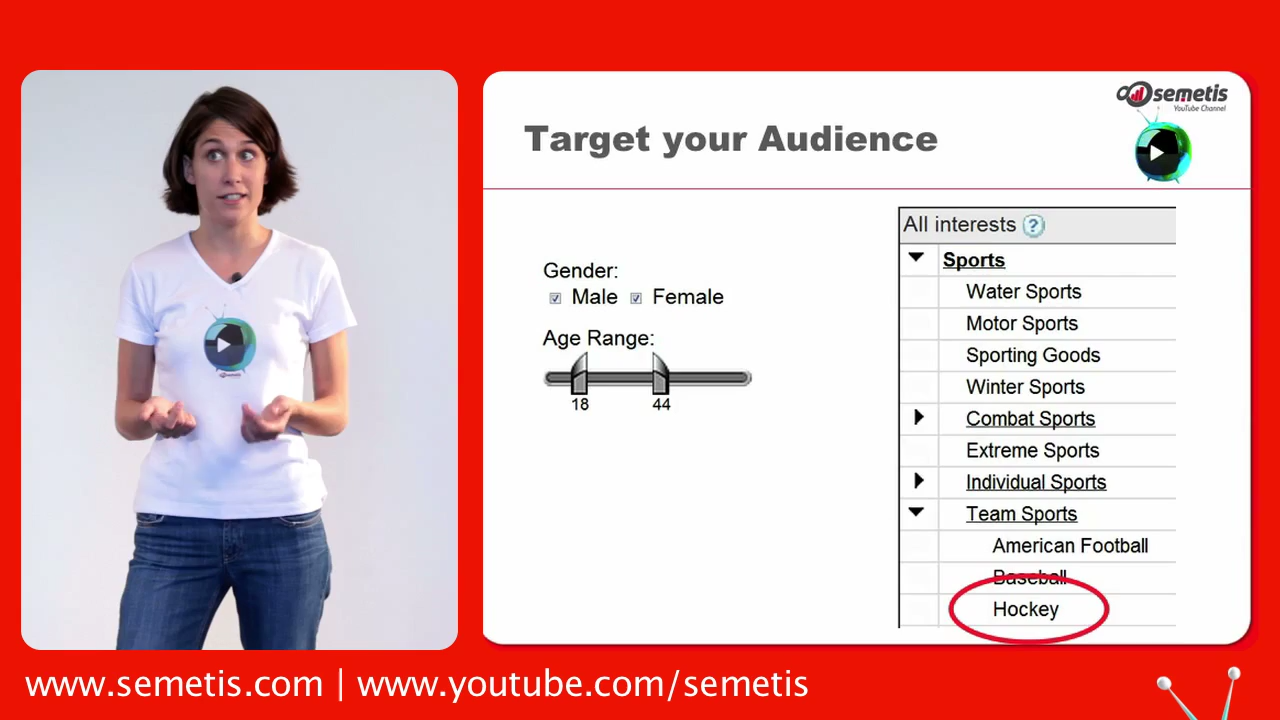 semetis
YouTube Channel
Target your Audience
Gender:
Male Female
Age Range:
18 44
All interests ?
Sports
Water Sports
Motor Sports
Sporting Goods
Winter Sports
Combat Sports
Extreme Sports
Individual Sports
Team Sports
American Football
Baseball
Hockey
semetis
www.semetis.com | www.youtube.com/semetis